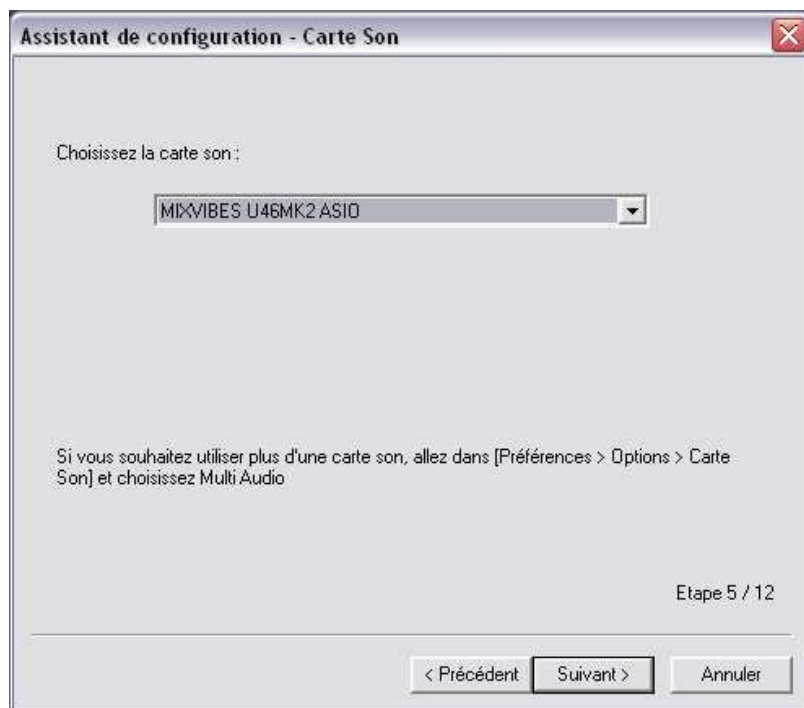 Assistant de configuration - Carte Son
Choisissez la carte son :
MIXVIBES U46MK2 ASIO
Si vous souhaitez utiliser plus d'une carte son, allez dans [Préférences > Options > Carte
Son] et choisissez Multi Audio
Etape 5 / 12
< Précédent
Suivant >
Annuler